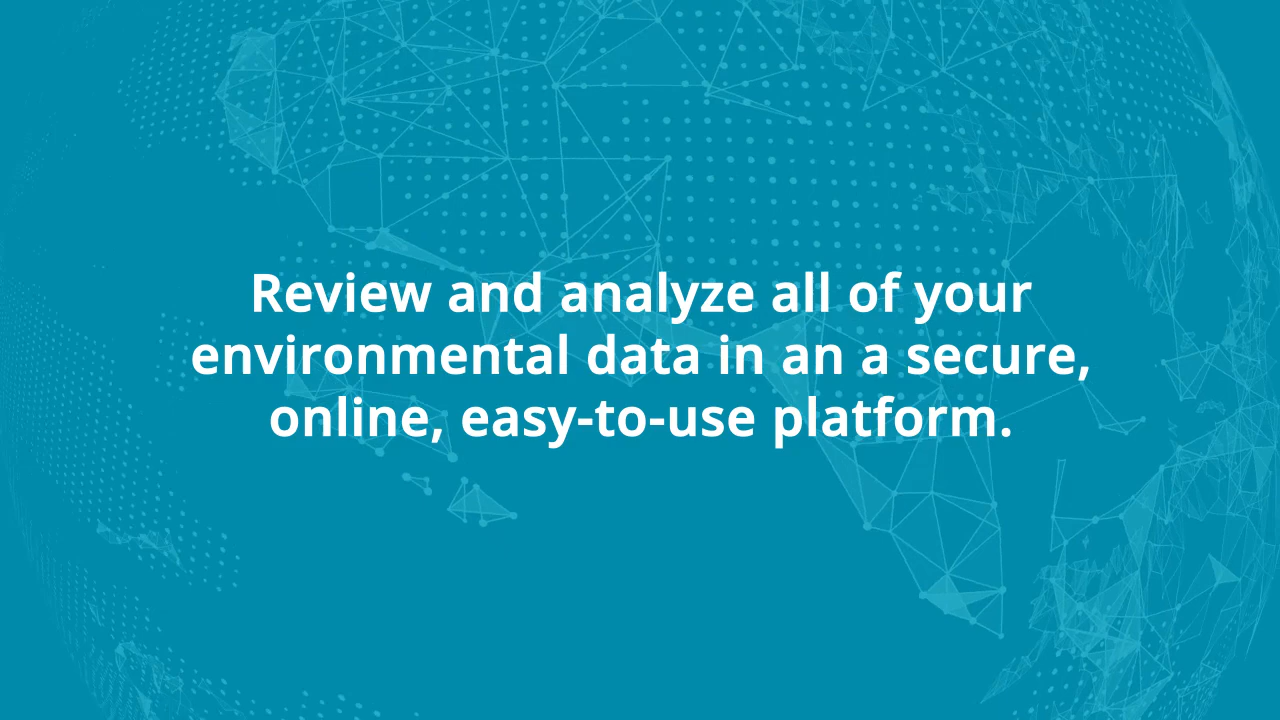 Review and analyze all of your
environmental data in an a secure,
online, easy-to-use platform.